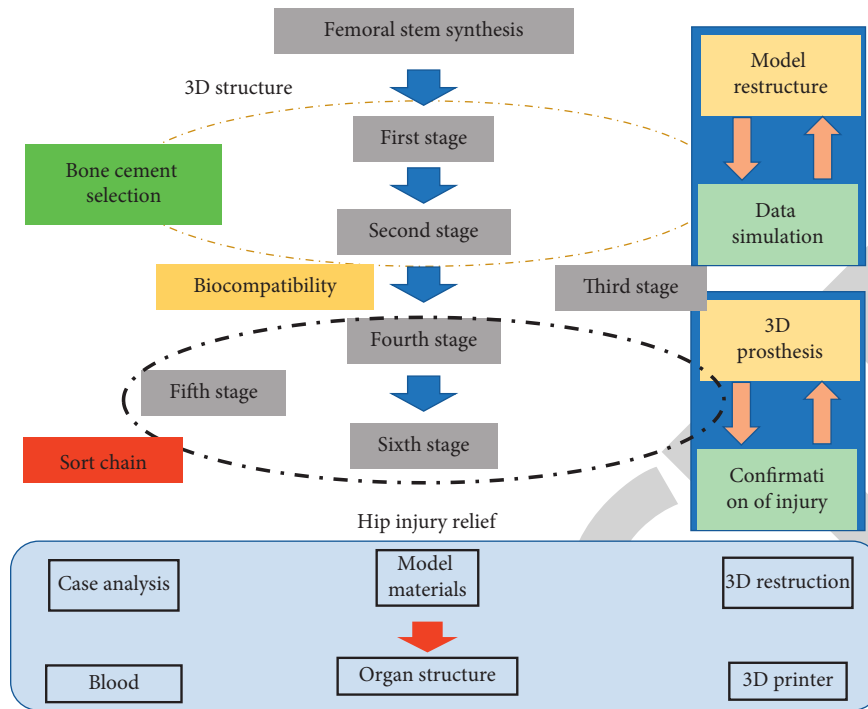 Femoral stem synthesis
3D structure
First stage
Bone cement
selection
Second stage
Biocompatibility
Third stage
Fourth stage
Fifth stage
Sixth stage
Sort chain
Model
restructure
Data
simulation
3D
prosthesis
Confirmati
on of injury
Hip injury relief
Case analysis
Model
materials
3D restruction
Blood
Organ structure
3D printer